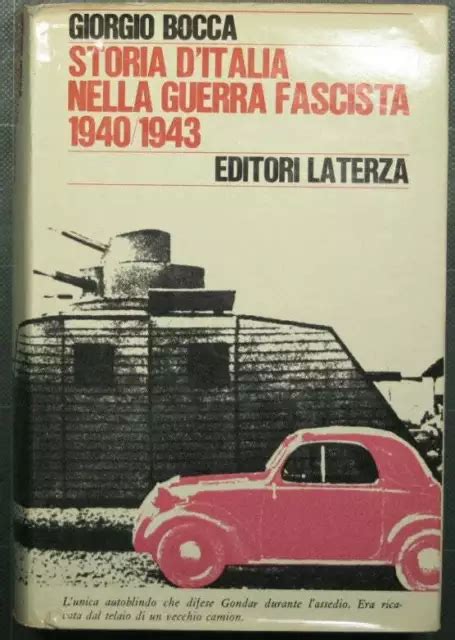 GIORGIO BOCCA
STORIA D'ITALIA
NELLA GUERRA FASCISTA
1940/1943
EDITORI LATERZA
L'unica autoblindo che difese Gondar durante l'assedio. Era rica-
vata dal telaio di un vecchio camion.